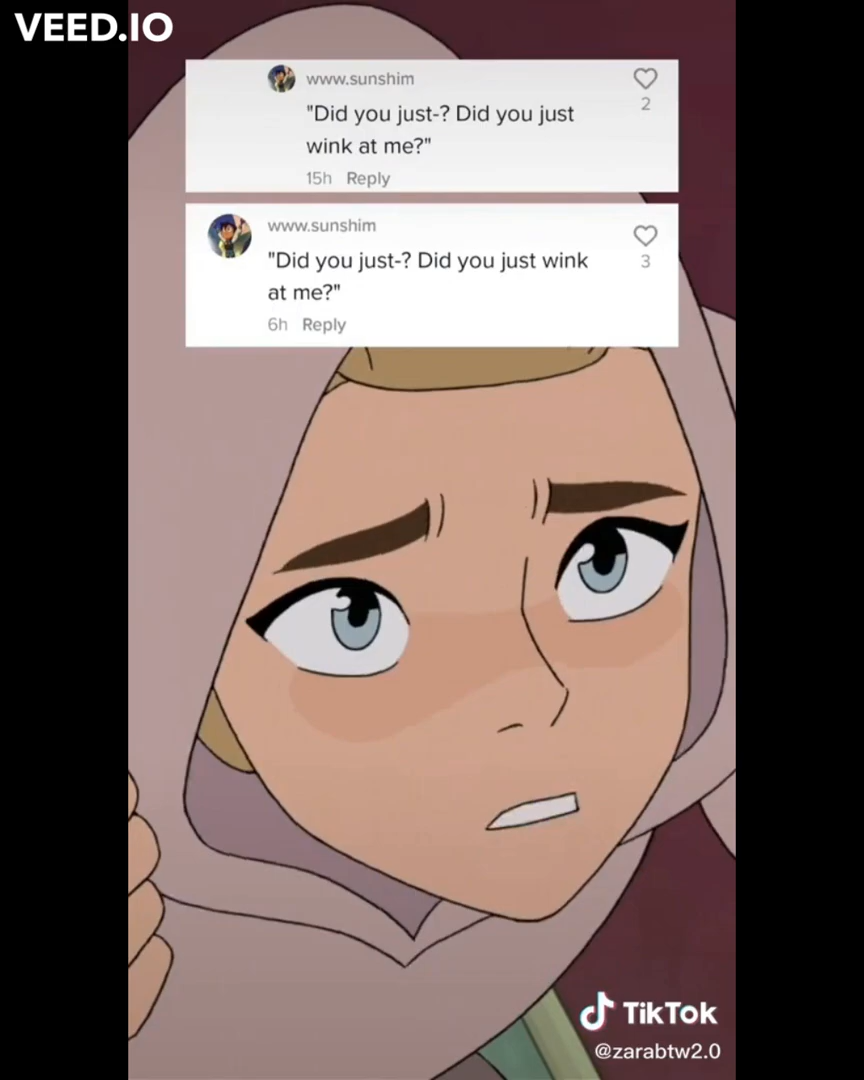 VEED.IO
www.sunshim
"Did you just-? Did you just
wink at me?"
2
15h Reply
www.sunshim
"Did you just-? Did you just wink
at me?"
3
6h Reply
TikTok
@zarabtw2.0